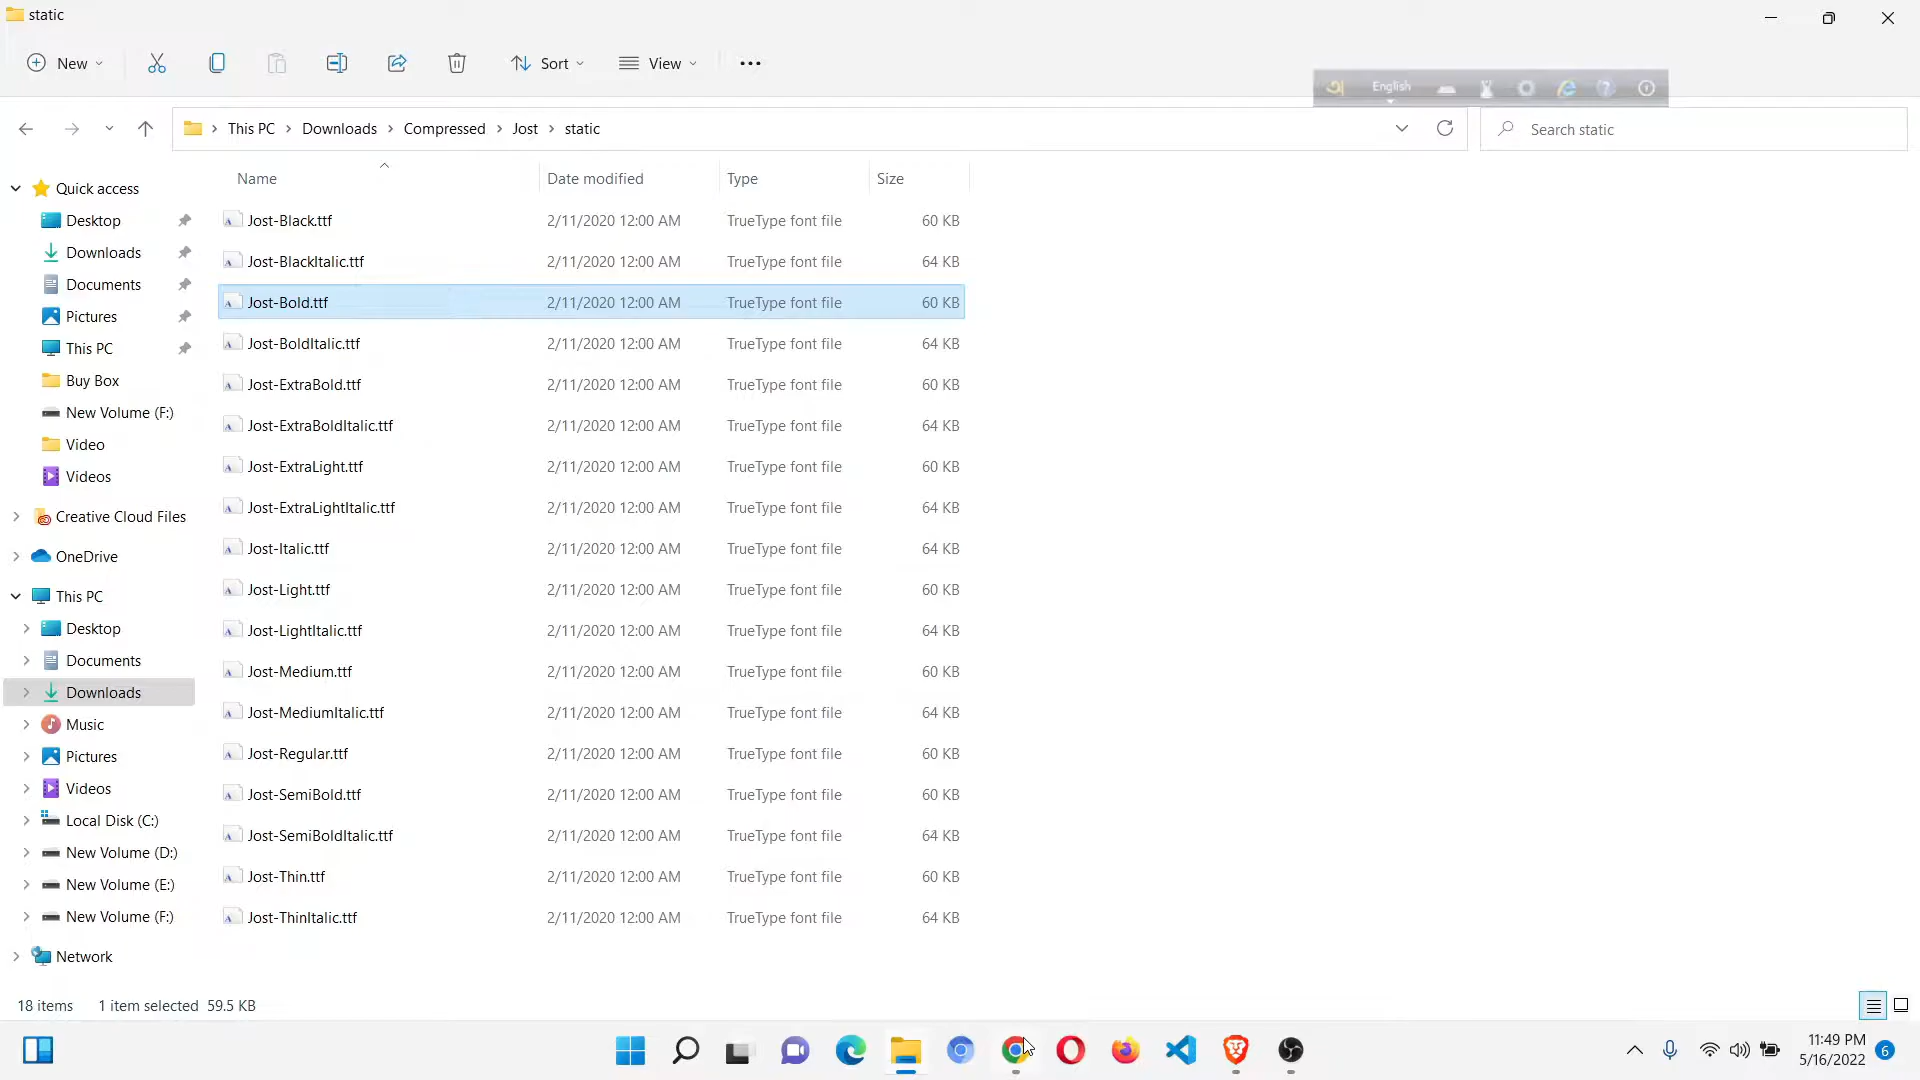 static
New
Sort
View
English
This PC
Downloads
Compressed
Jost
static
Search static
Name
Date modified
Type
Size
Quick access
Desktop
Downloads
Documents
Pictures
This PC
Buy Box
New Volume (F:)
Video
Videos
Creative Cloud Files
OneDrive
This PC
Desktop
Documents
Downloads
Music
Pictures
Videos
Local Disk (C:)
New Volume (D:)
New Volume (E:)
New Volume (F:)
Network
Jost-Black.ttf 2/11/2020 12:00 AM TrueType font file 60 KB
Jost-BlackItalic.ttf 2/11/2020 12:00 AM TrueType font file 64 KB
Jost-Bold.ttf 2/11/2020 12:00 AM TrueType font file 60 KB
Jost-BoldItalic.ttf 2/11/2020 12:00 AM TrueType font file 64 KB
Jost-ExtraBold.ttf 2/11/2020 12:00 AM TrueType font file 60 KB
Jost-ExtraBoldItalic.ttf 2/11/2020 12:00 AM TrueType font file 64 KB
Jost-ExtraLight.ttf 2/11/2020 12:00 AM TrueType font file 60 KB
Jost-ExtraLightItalic.ttf 2/11/2020 12:00 AM TrueType font file 64 KB
Jost-Italic.ttf 2/11/2020 12:00 AM TrueType font file 64 KB
Jost-Light.ttf 2/11/2020 12:00 AM TrueType font file 60 KB
Jost-LightItalic.ttf 2/11/2020 12:00 AM TrueType font file 64 KB
Jost-Medium.ttf 2/11/2020 12:00 AM TrueType font file 60 KB
Jost-MediumItalic.ttf 2/11/2020 12:00 AM TrueType font file 64 KB
Jost-Regular.ttf 2/11/2020 12:00 AM TrueType font file 60 KB
Jost-SemiBold.ttf 2/11/2020 12:00 AM TrueType font file 60 KB
Jost-SemiBoldItalic.ttf 2/11/2020 12:00 AM TrueType font file 64 KB
Jost-Thin.ttf 2/11/2020 12:00 AM TrueType font file 60 KB
Jost-ThinItalic.ttf 2/11/2020 12:00 AM TrueType font file 64 KB
18 items 1 item selected 59.5 KB
11:49 PM
5/16/2022
6